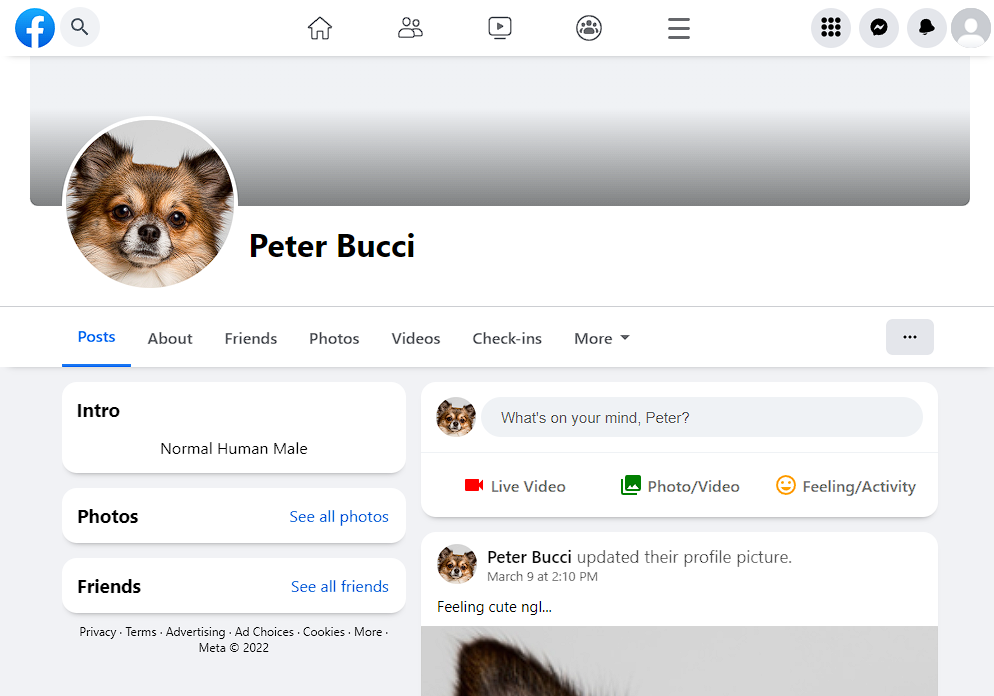 Peter Bucci
Posts About Friends Photos Videos Check-ins More
Intro
Normal Human Male
Photos See all photos
Friends See all friends
Privacy · Terms · Advertising · Ad Choices · Cookies · More ·
Meta © 2022
What's on your mind, Peter?
Live Video Photo/Video Feeling/Activity
Peter Bucci updated their profile picture.
March 9 at 2:10 PM
Feeling cute ngl...